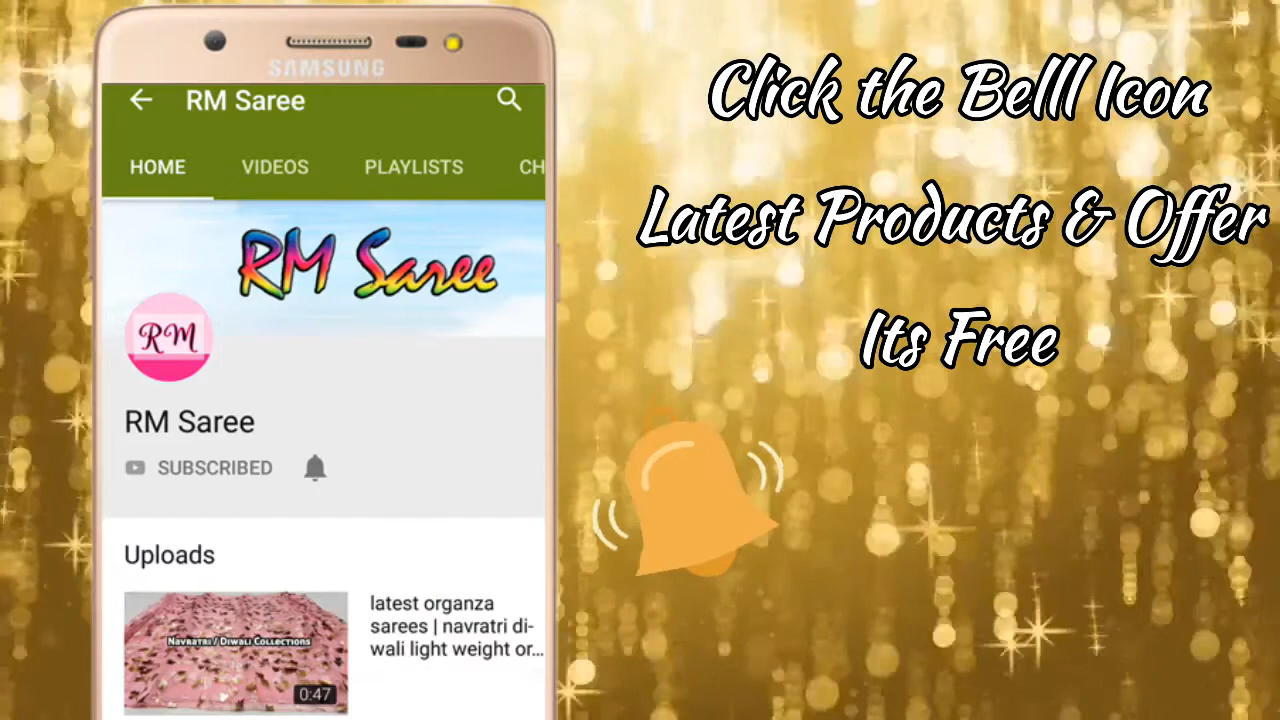 SAMSUNG
RM Saree
HOME VIDEOS PLAYLISTS CH
RM Saree
RM
RM Saree
SUBSCRIBED
Uploads
NAVRATRI / DIWALI COLLECTIONS
0:47
latest organza
sarees | navratri di-
wali light weight or...
Click the Belll Icon
Latest Products & Offer
Its Free